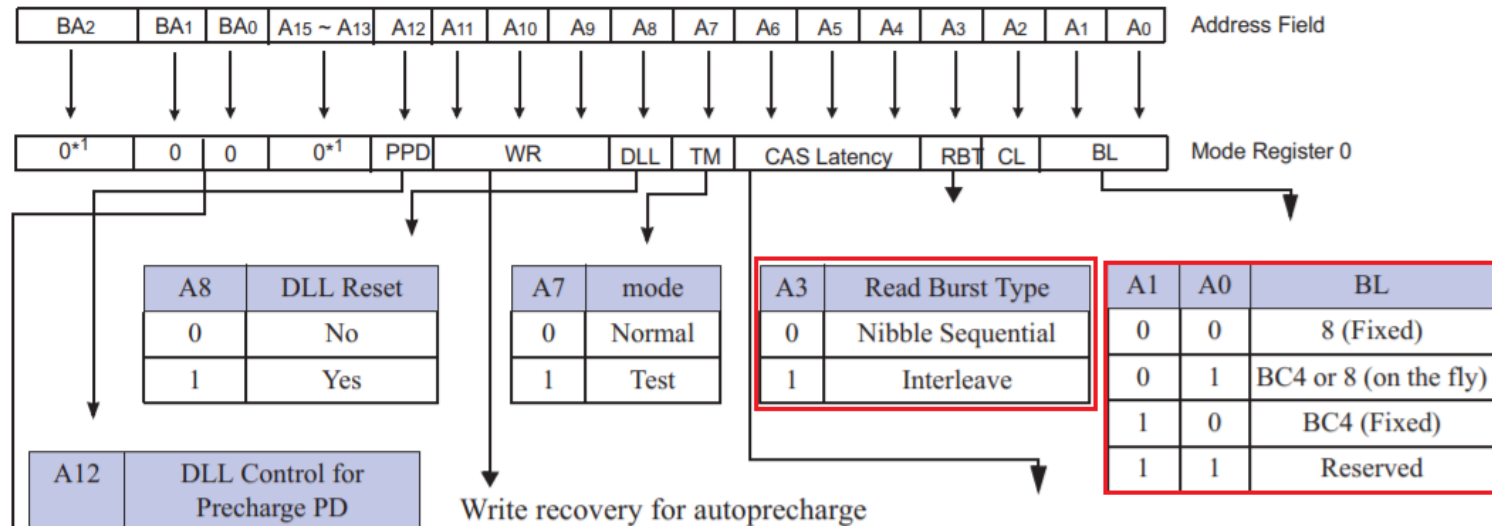 BA2 BA1 BA0 A15 ~ A13 A12 A11 A10 A9 A8 A7 A6 A5 A4 A3 A2 A1 A0 Address Field
0*1 0 0 0*1 PPD WR DLL TM CAS Latency RBT CL BL Mode Register 0
A8 DLL Reset
0 No
1 Yes
A7 mode
0 Normal
1 Test
A3 Read Burst Type
0 Nibble Sequential
1 Interleave
A1 A0 BL
0 0 8 (Fixed)
0 1 BC4 or 8 (on the fly)
1 0 BC4 (Fixed)
1 1 Reserved
A12 DLL Control for
Precharge PD
Write recovery for autoprecharge